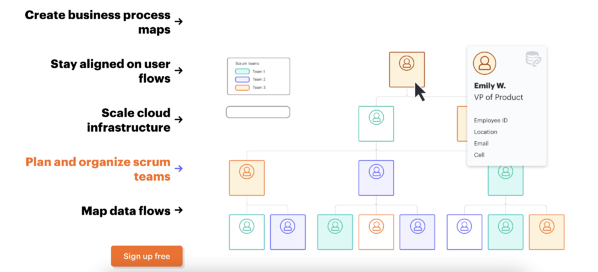 Create business process
maps
Stay aligned on user
flows
Scale cloud
infrastructure
Plan and organize scrum
teams
Map data flows
Sign up free
Scrum teams
Team 1
Team 2
Team 3
Emily W.
VP of Product
Employee ID
Location
Email
Cell